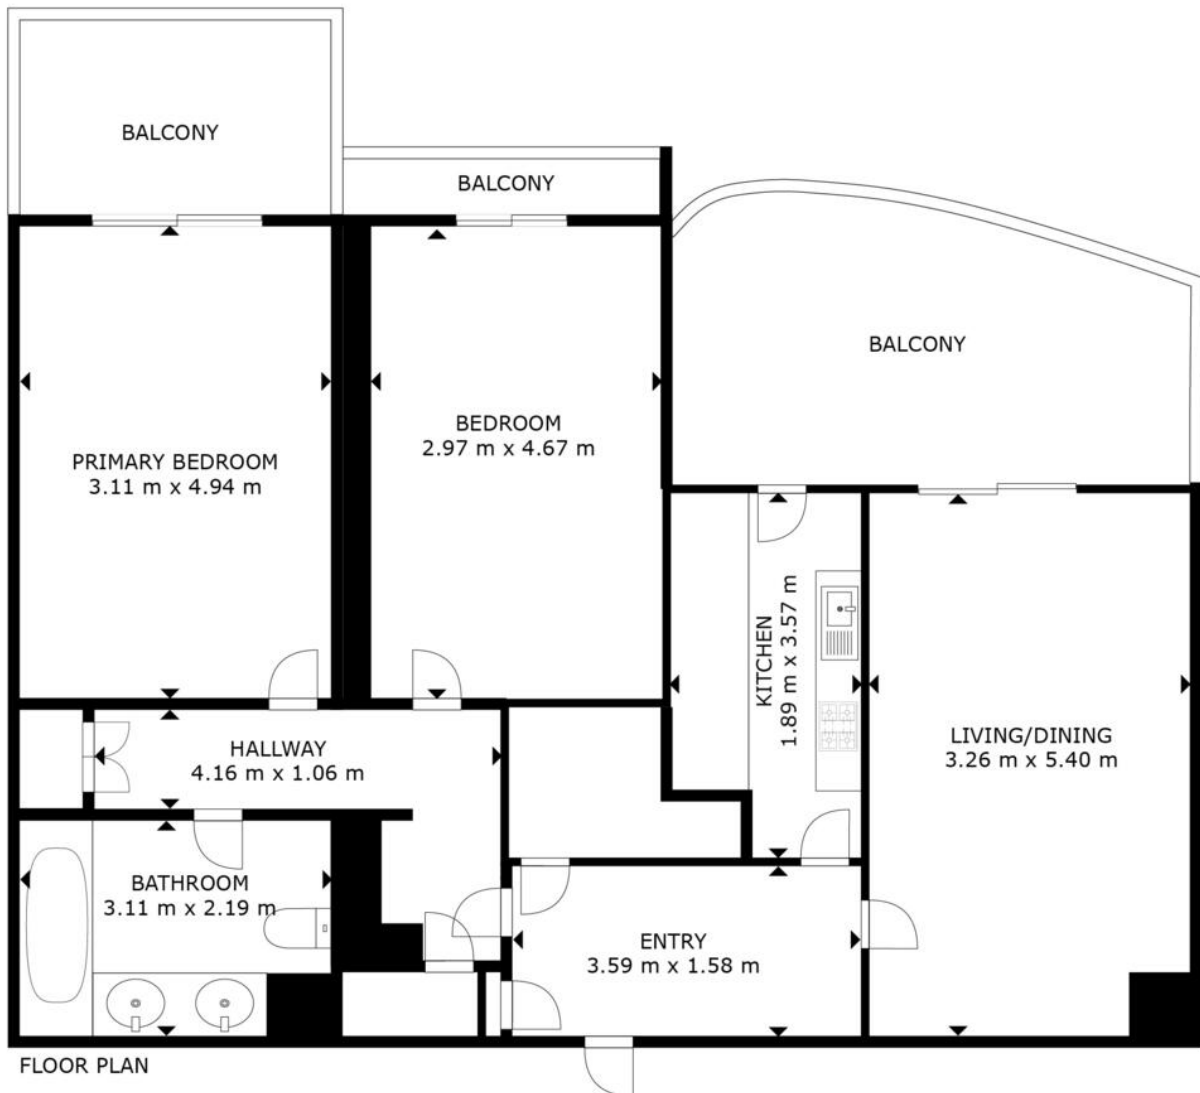 BALCONY
BALCONY
BALCONY
PRIMARY BEDROOM
3.11 m x 4.94 m
BEDROOM
2.97 m x 4.67 m
KITCHEN
1.89 m x 3.57 m
LIVING/DINING
3.26 m x 5.40 m
HALLWAY
4.16 m x 1.06 m
BATHROOM
3.11 m x 2.19 m
ENTRY
3.59 m x 1.58 m
FLOOR PLAN